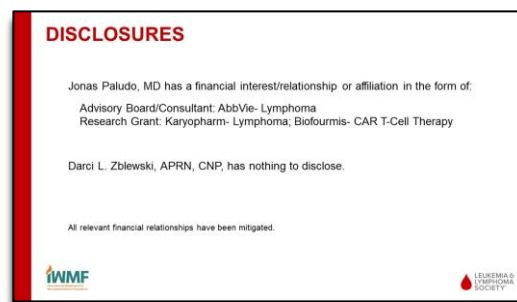 DISCLOSURES
Jonas Paludo, MD has a financial interest/relationship or affiliation in the form of:
Advisory Board/Consultant: AbbVie- Lymphoma
Research Grant: Karyopharm- Lymphoma; Biofourmis- CAR T-Cell Therapy
Darci L. Zblewski, APRN, CNP, has nothing to disclose.
All relevant financial relationships have been mitigated.
IWMF
LEUKEMIA &
LYMPHOMA
SOCIETY